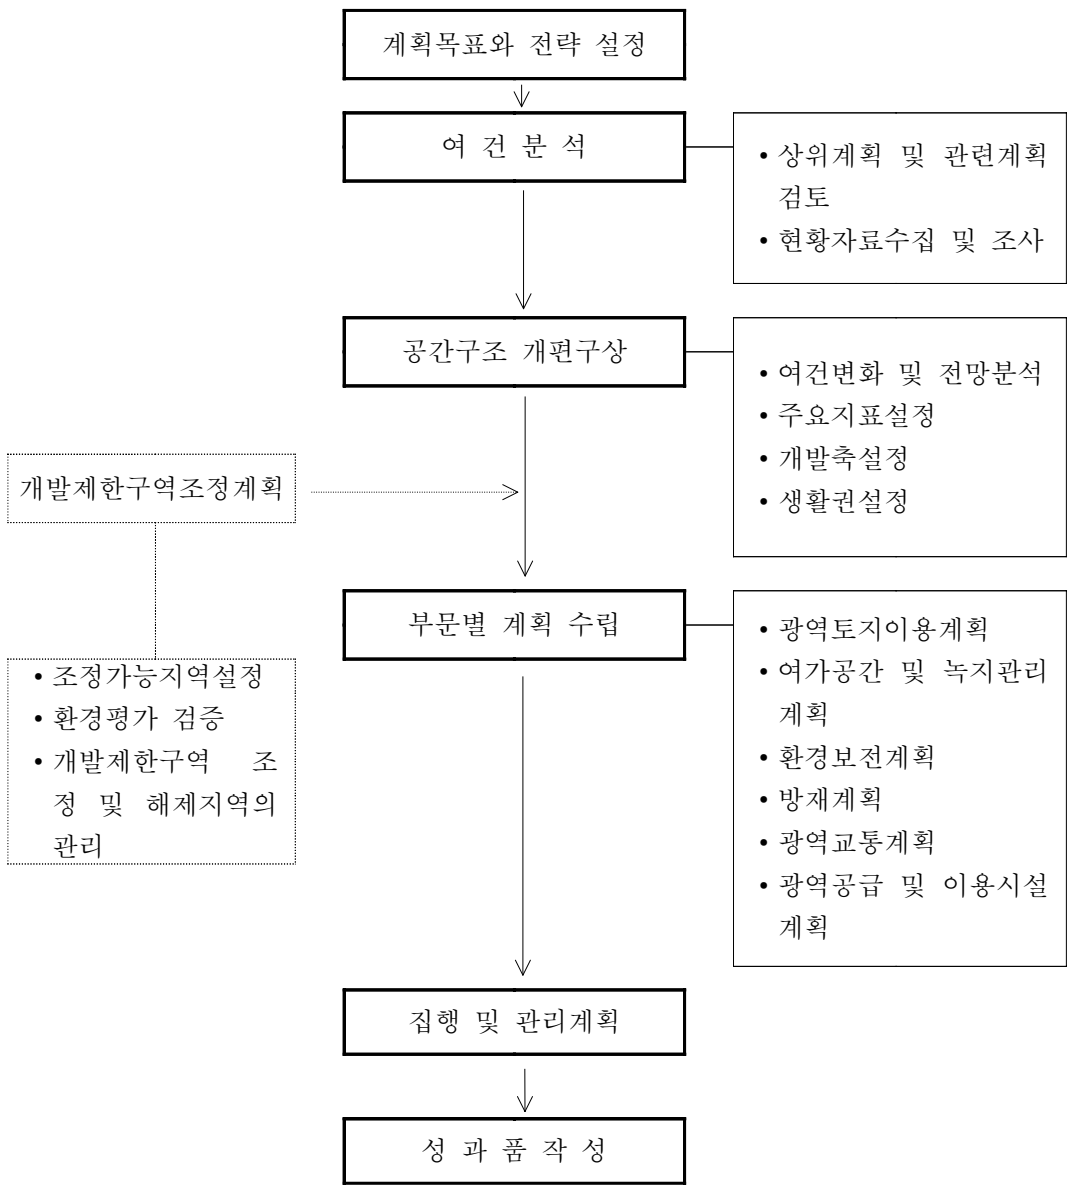 계획목표와 전략 설정
여 건 분 석
• 상위계획 및 관련계획
검토
• 현황자료수집 및 조사
공간구조 개편구상
• 여건변화 및 전망분석
• 주요지표설정
• 개발축설정
• 생활권설정
개발제한구역조정계획
• 조정가능지역설정
• 환경평가 검증
• 개발제한구역 조
정 및 해제지역의
관리
부문별 계획 수립
• 광역토지이용계획
• 여가공간 및 녹지관리
계획
• 환경보전계획
• 방재계획
• 광역교통계획
• 광역공급 및 이용시설
계획
집행 및 관리계획
성 과 품 작 성